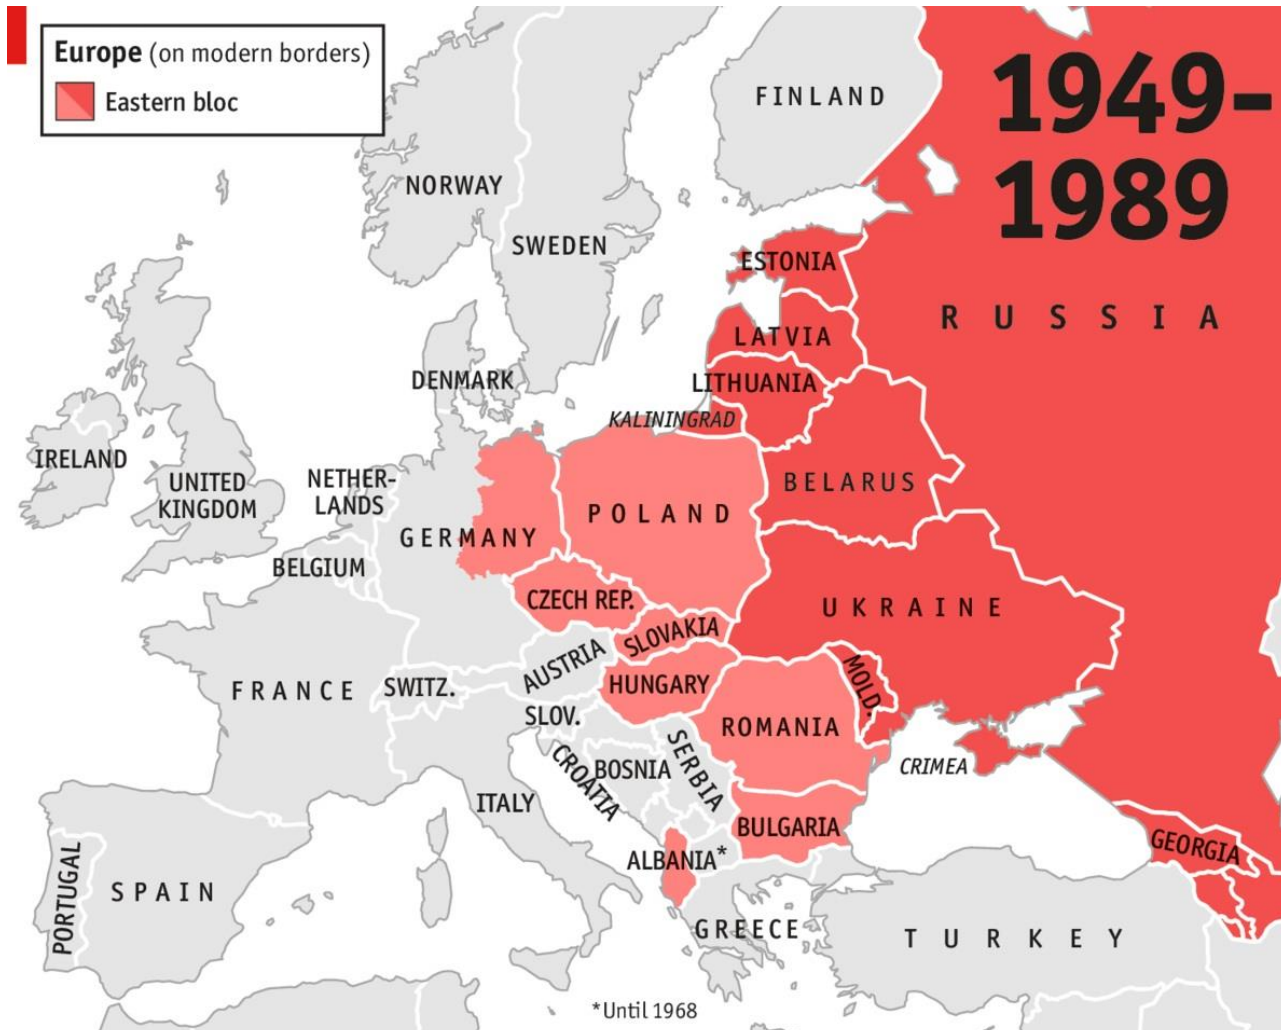 Europe (on modern borders)
Eastern bloc
1949-
1989
FINLAND
NORWAY
SWEDEN
ESTONIA
RUSSIA
LATVIA
DENMARK
LITHUANIA
KALININGRAD
IRELAND
UNITED
KINGDOM
NETHER-
LANDS
BELARUS
GERMANY
POLAND
BELGIUM
CZECH REP.
UKRAINE
SLOVAKIA
AUSTRIA
FRANCE
SWITZ.
HUNGARY
MOLD.
SLOV.
ROMANIA
CROATIA
BOSNIA
SERBIA
CRIMEA
ITALY
BULGARIA
GEORGIA
ALBANIA*
PORTUGAL
SPAIN
GREECE
TURKEY
*Until 1968